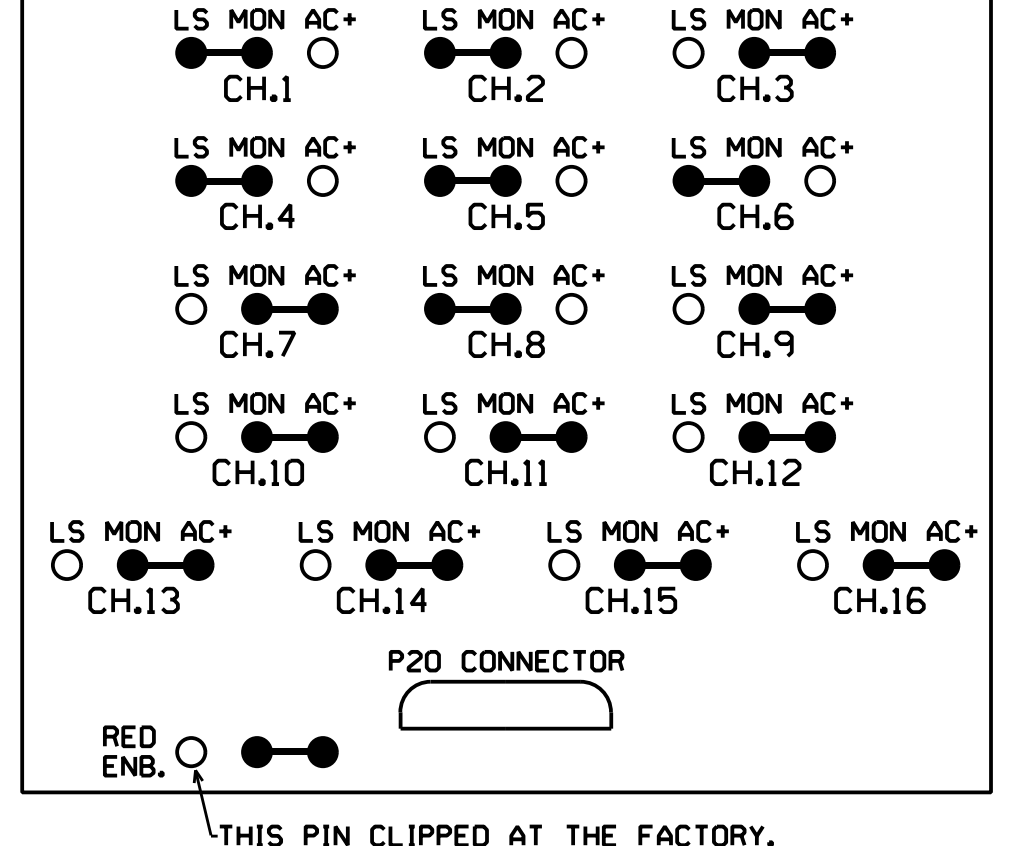 LS MON AC+ LS MON AC+ LS MON AC+
CH.1 CH.2 CH.3
LS MON AC+ LS MON AC+ LS MON AC+
CH.4 CH.5 CH.6
LS MON AC+ LS MON AC+ LS MON AC+
CH.7 CH.8 CH.9
LS MON AC+ LS MON AC+ LS MON AC+
CH.10 CH.11 CH.12
LS MON AC+ LS MON AC+ LS MON AC+ LS MON AC+
CH.13 CH.14 CH.15 CH.16
P20 CONNECTOR
RED
ENB.
THIS PIN CLIPPED AT THE FACTORY.